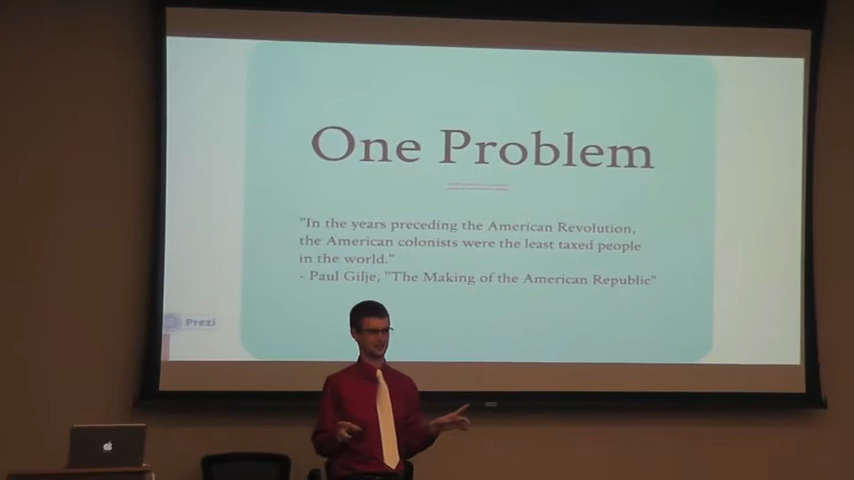 One Problem
"In the years preceding the American Revolution,
the American colonists were the least taxed people
in the world."
- Paul Gilje, "The Making of the American Republic"
Prezi